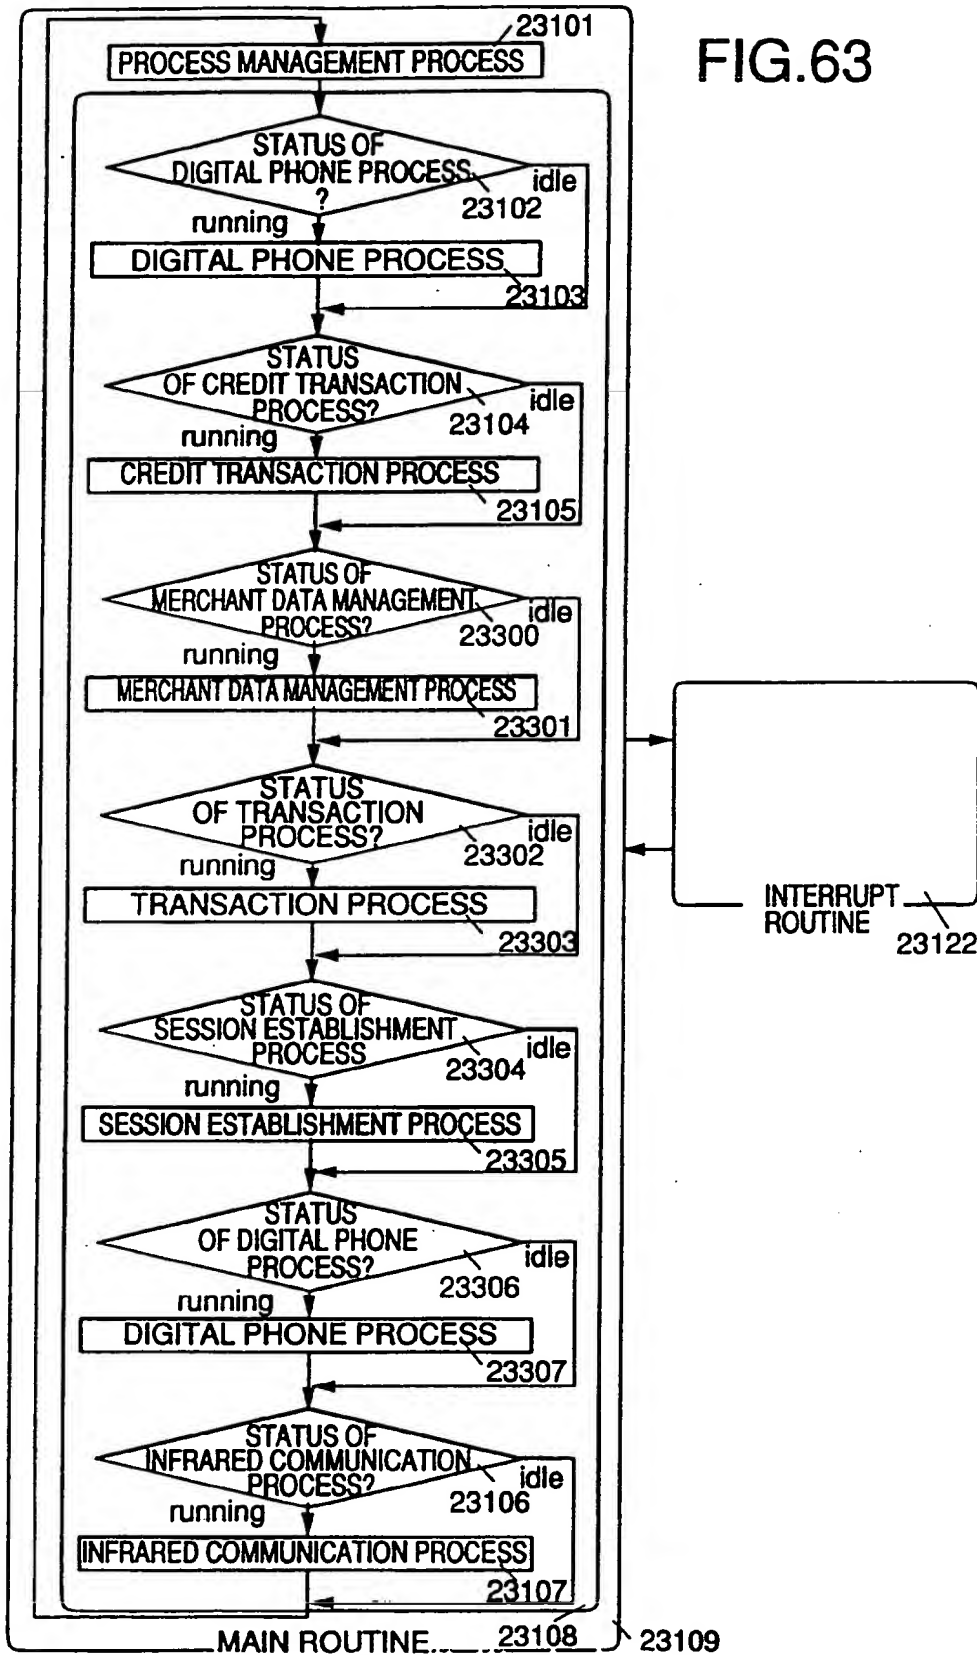 FIG.63
23101
PROCESS MANAGEMENT PROCESS
STATUS OF
DIGITAL PHONE PROCESS
?
23102
idle
running
DIGITAL PHONE PROCESS
23103
STATUS
OF CREDIT TRANSACTION
PROCESS?
23104
idle
running
CREDIT TRANSACTION PROCESS
23105
STATUS OF
MERCHANT DATA MANAGEMENT
PROCESS?
23300
idle
running
MERCHANT DATA MANAGEMENT PROCESS
23301
STATUS
OF TRANSACTION
PROCESS?
23302
idle
running
TRANSACTION PROCESS
23303
INTERRUPT
ROUTINE
23122
STATUS OF
SESSION ESTABLISHMENT
PROCESS
23304
idle
running
SESSION ESTABLISHMENT PROCESS
23305
STATUS
OF DIGITAL PHONE
PROCESS?
23306
idle
running
DIGITAL PHONE PROCESS
23307
STATUS OF
INFRARED COMMUNICATION
PROCESS?
23106
idle
running
INFRARED COMMUNICATION PROCESS
23107
MAIN ROUTINE
23108
23109